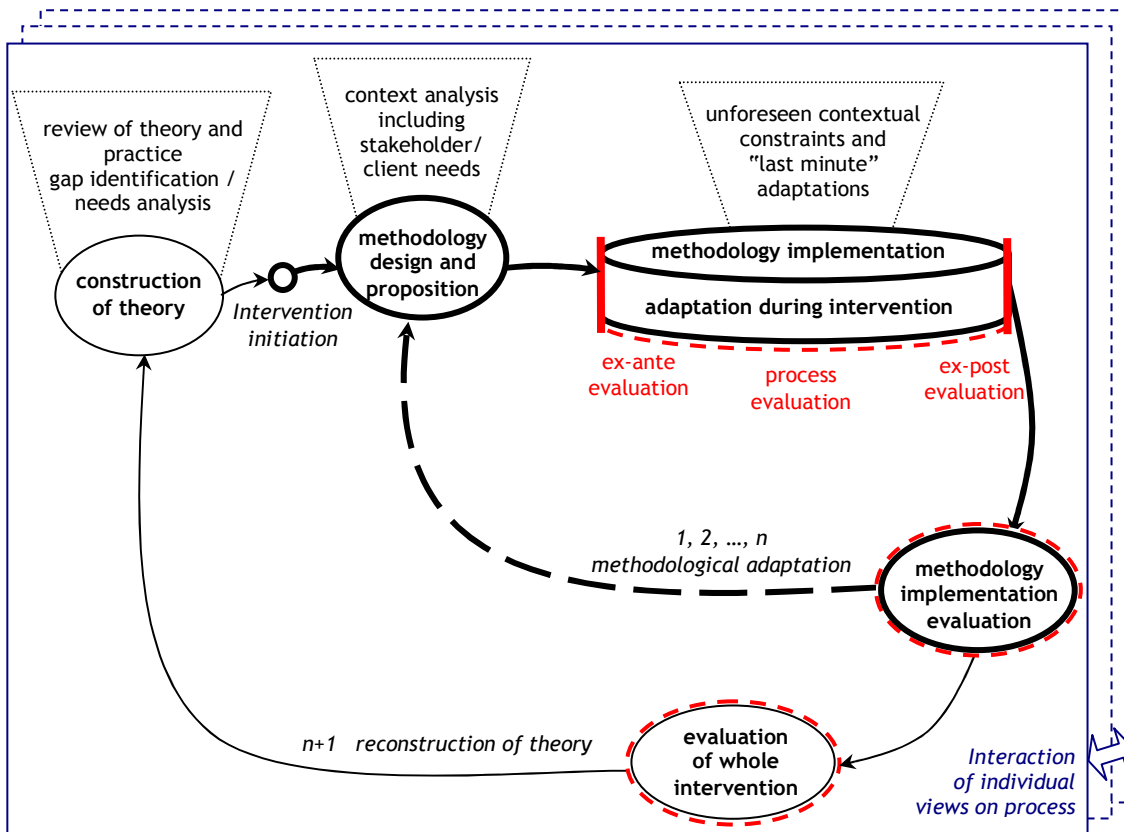 review of theory and
practice
gap identification /
needs analysis
context analysis
including
stakeholder/
client needs
unforeseen contextual
constraints and
“last minute”
adaptations
construction
of theory
Intervention
initiation
methodology
design and
proposition
methodology implementation
adaptation during intervention
ex-ante
evaluation
process
evaluation
ex-post
evaluation
1, 2, …, n
methodological adaptation
methodology
implementation
evaluation
n+1 reconstruction of theory
evaluation
of whole
intervention
Interaction
of individual
views on process